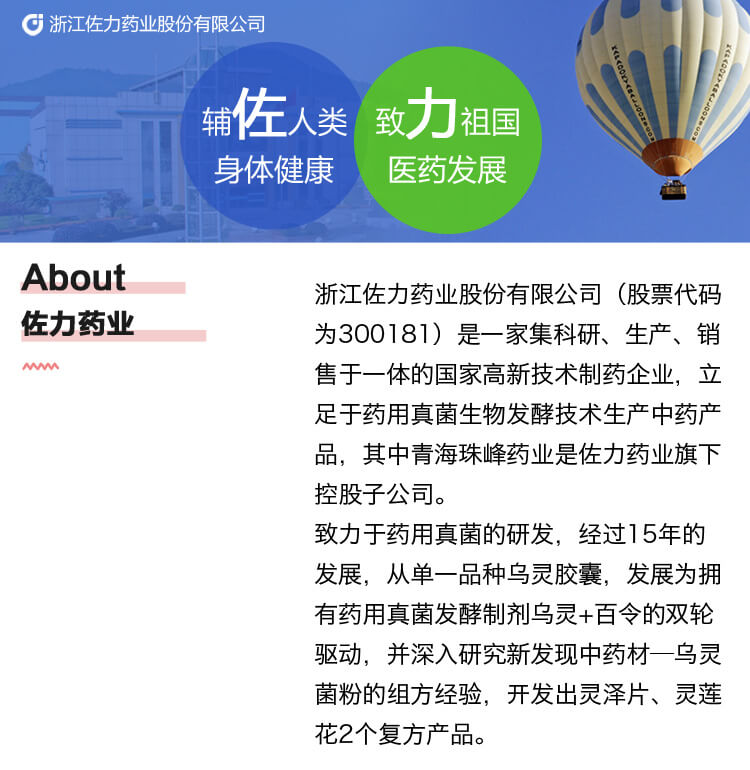 浙江佐力药业股份有限公司
辅佐人类
身体健康
致力祖国
医药发展
About
佐力药业
浙江佐力药业股份有限公司（股票代码
为300181）是一家集科研、生产、销
售于一体的国家高新技术制药企业，立
足于药用真菌生物发酵技术生产中药产
品，其中青海珠峰药业是佐力药业旗下
控股子公司。
致力于药用真菌的研发，经过15年的
发展，从单一品种乌灵胶囊，发展为拥
有药用真菌发酵制剂乌灵+百令的双轮
驱动，并深入研究新发现中药材—乌灵
菌粉的组方经验，开发出灵泽片、灵莲
花2个复方产品。